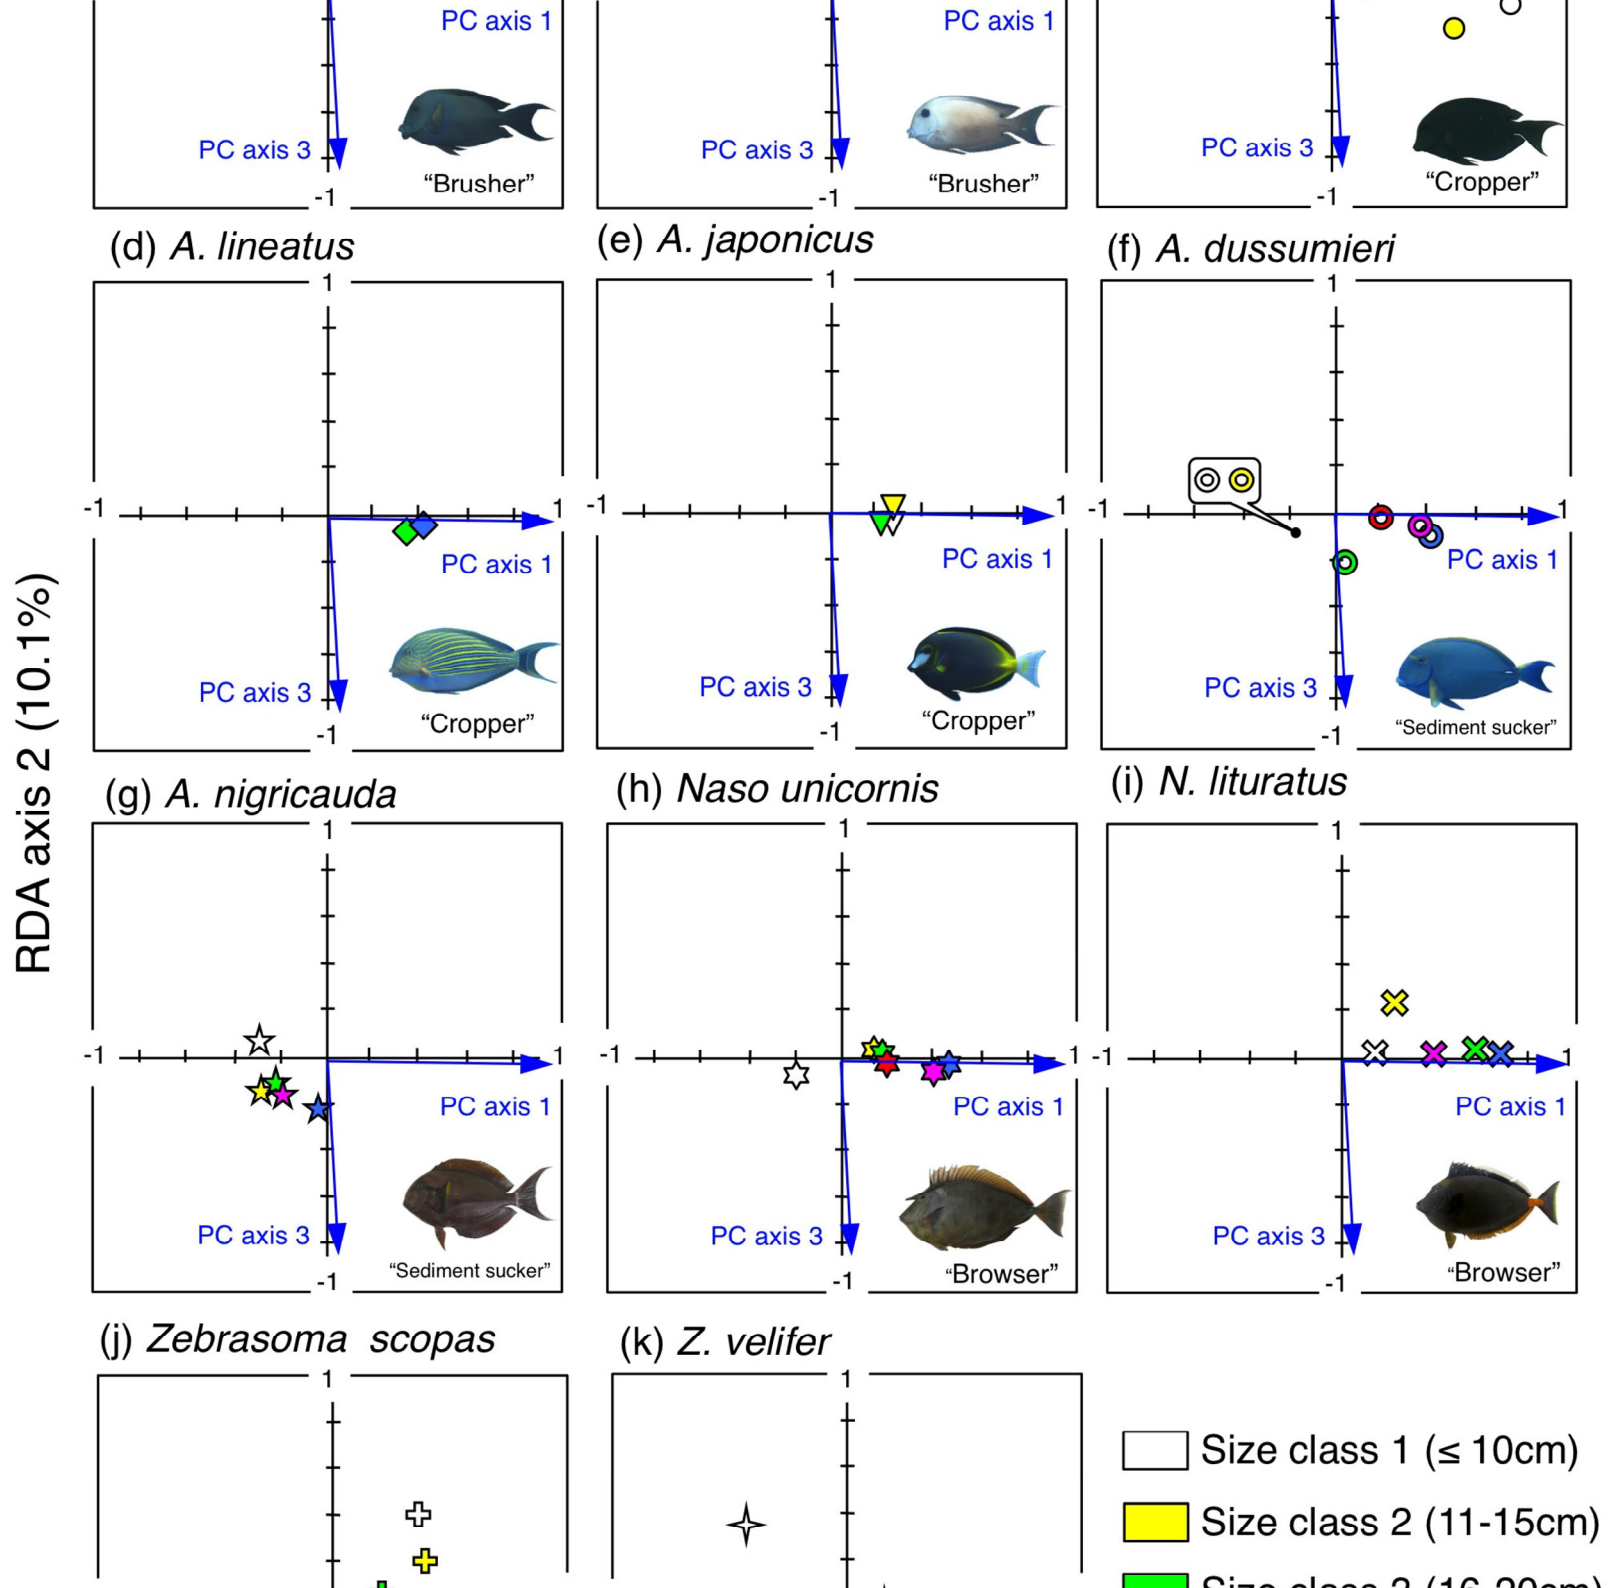 PC axis 1
PC axis 1
PC axis 3
PC axis 3
PC axis 3
“Brusher”
“Brusher”
“Cropper”
-1
-1
-1
(d) A. lineatus
(e) A. japonicus
(f) A. dussumieri
1
1
1
-1
1
-1
1
-1
1
PC axis 1
PC axis 1
PC axis 1
PC axis 3
PC axis 3
PC axis 3
“Cropper”
“Cropper”
“Sediment sucker”
-1
-1
-1
RDA axis 2 (10.1%)
(g) A. nigricauda
(h) Naso unicornis
(i) N. lituratus
1
1
1
-1
1
-1
1
-1
1
PC axis 1
PC axis 1
PC axis 1
PC axis 3
PC axis 3
PC axis 3
“Sediment sucker”
“Browser”
“Browser”
-1
-1
-1
(j) Zebrasoma scopas
(k) Z. velifer
1
1
Size class 1 (≤ 10cm)
Size class 2 (11-15cm)
Size class 3 (16-20cm)